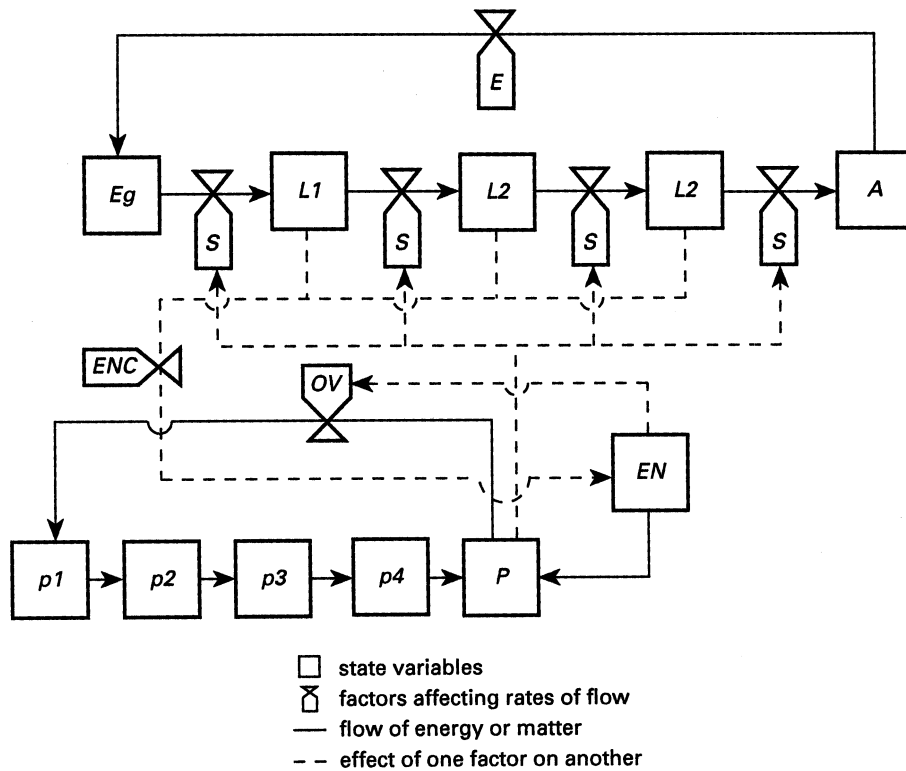 E
Eg
L1
L2
L2
A
S
S
S
S
ENC
OV
EN
p1
p2
p3
p4
P
state variables
factors affecting rates of flow
flow of energy or matter
effect of one factor on another